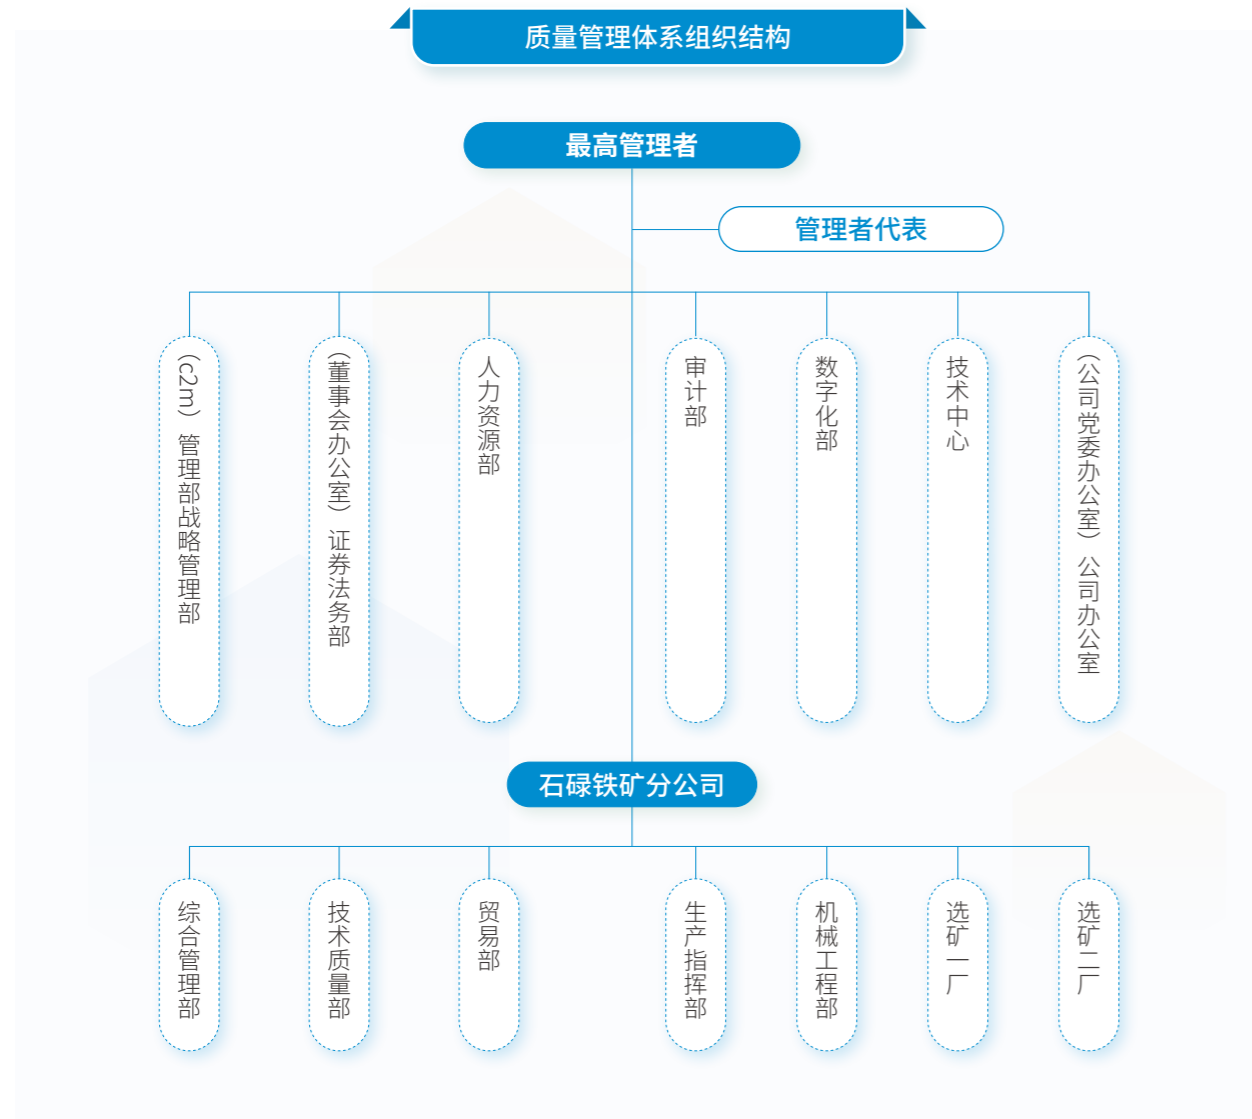 质量管理体系组织结构
最高管理者
管理者代表
（c2m）管理部战略管理部
（董事会办公室）证券法务部
人力资源部
审计部
数字化部
技术中心
（公司党委办公室）公司办公室
石碌铁矿分公司
综合管理部
技术质量部
贸易部
生产指挥部
机械工程部
选矿一厂
选矿二厂